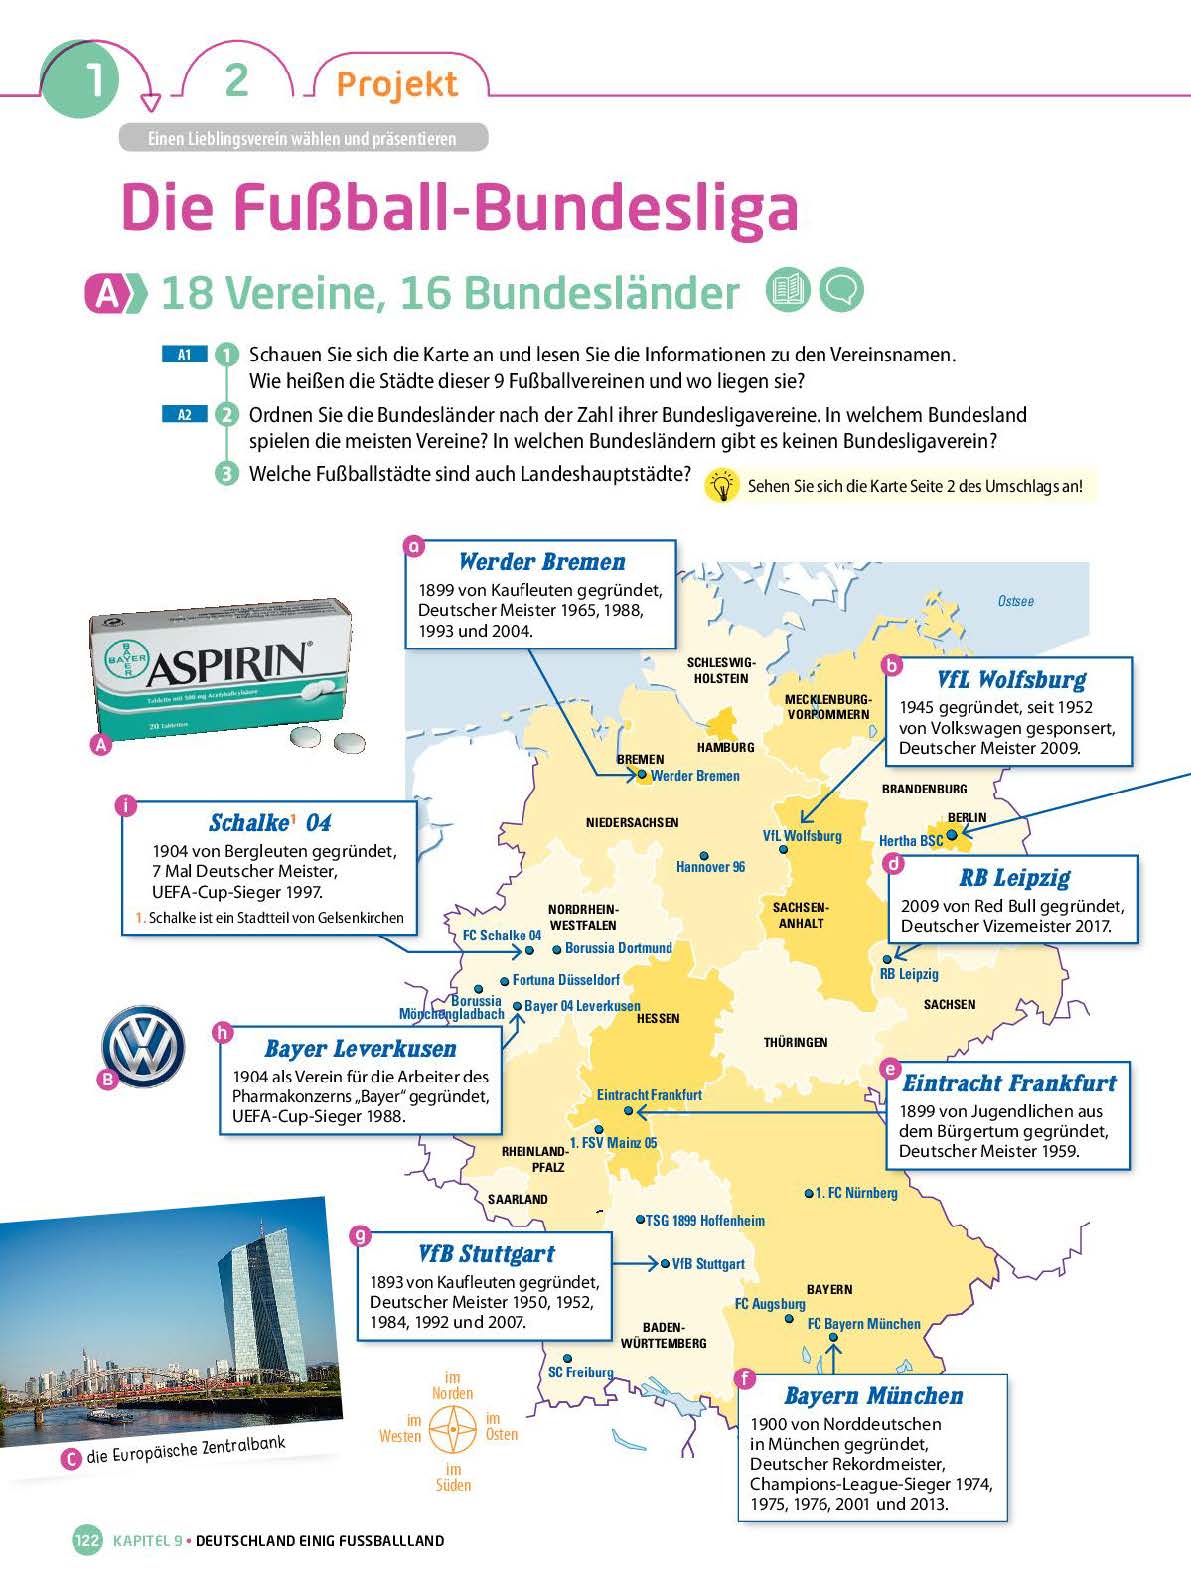 1
2
Projekt
Einen Lieblingsverein wählen und präsentieren
Die Fußball-Bundesliga
A 18 Vereine, 16 Bundesländer
A1 1 Schauen Sie sich die Karte an und lesen Sie die Informationen zu den Vereinsnamen.
Wie heißen die Städte dieser 9 Fußballvereinen und wo liegen sie?
A2 2 Ordnen Sie die Bundesländer nach der Zahl ihrer Bundesligavereine. In welchem Bundesland
spielen die meisten Vereine? In welchen Bundesländern gibt es keinen Bundesligaverein?
3 Welche Fußballstädte sind auch Landeshauptstädte?
Sehen Sie sich die Karte Seite 2 des Umschlags an!
a
Werder Bremen
1899 von Kaufleuten gegründet,
Deutscher Meister 1965, 1988,
1993 und 2004.
Ostsee
BAYER
BAYER
ASPIRIN®
Tablette mit 500 mg Acetylsalicylsäure
20 Tabletten
A
SCHLESWIG-
HOLSTEIN
MECKLENBURG-
VORPOMMERN
HAMBURG
b
VfL Wolfsburg
1945 gegründet, seit 1952
von Volkswagen gesponsert,
Deutscher Meister 2009.
BREMEN
Werder Bremen
BRANDENBURG
BERLIN
Hertha BSC
NIEDERSACHSEN
VfL Wolfsburg
Hannover 96
i
Schalke¹ 04
1904 von Bergleuten gegründet,
7 Mal Deutscher Meister,
UEFA-Cup-Sieger 1997.
1. Schalke ist ein Stadtteil von Gelsenkirchen
d
RB Leipzig
2009 von Red Bull gegründet,
Deutscher Vizemeister 2017.
NORDRHEIN-
WESTFALEN
SACHSEN-
ANHALT
FC Schalke 04
Borussia Dortmund
RB Leipzig
Fortuna Düsseldorf
Borussia
Mönchengladbach
Bayer 04 Leverkusen
SACHSEN
HESSEN
THÜRINGEN
VW
B
h
Bayer Leverkusen
1904 als Verein für die Arbeiter des
Pharmakonzerns „Bayer“ gegründet,
UEFA-Cup-Sieger 1988.
e
Eintracht Frankfurt
1899 von Jugendlichen aus
dem Bürgertum gegründet,
Deutscher Meister 1959.
Eintracht Frankfurt
1. FSV Mainz 05
RHEINLAND-
PFALZ
SAARLAND
1. FC Nürnberg
TSG 1899 Hoffenheim
g
VfB Stuttgart
1893 von Kaufleuten gegründet,
Deutscher Meister 1950, 1952,
1984, 1992 und 2007.
VfB Stuttgart
BAYERN
FC Augsburg
FC Bayern München
BADEN-
WÜRTTEMBERG
SC Freiburg
f
Bayern München
1900 von Norddeutschen
in München gegründet,
Deutscher Rekordmeister,
Champions-League-Sieger 1974,
1975, 1976, 2001 und 2013.
im
Norden
im
Westen
im
Osten
im
Süden
C die Europäische Zentralbank
122 KAPITEL 9 • DEUTSCHLAND EINIG FUSSBALLLAND